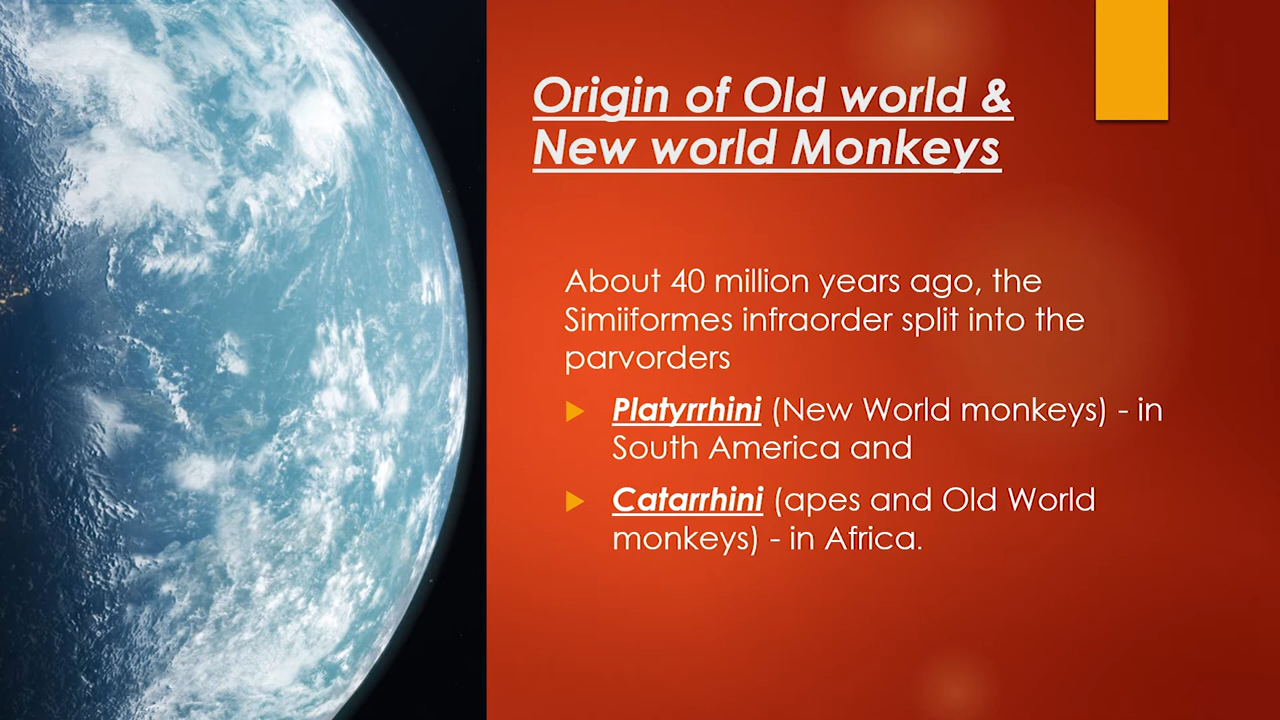 Origin of Old world &
New world Monkeys
About 40 million years ago, the
Simiiformes infraorder split into the
parvorders
Platyrrhini (New World monkeys) - in
South America and
Catarrhini (apes and Old World
monkeys) - in Africa.